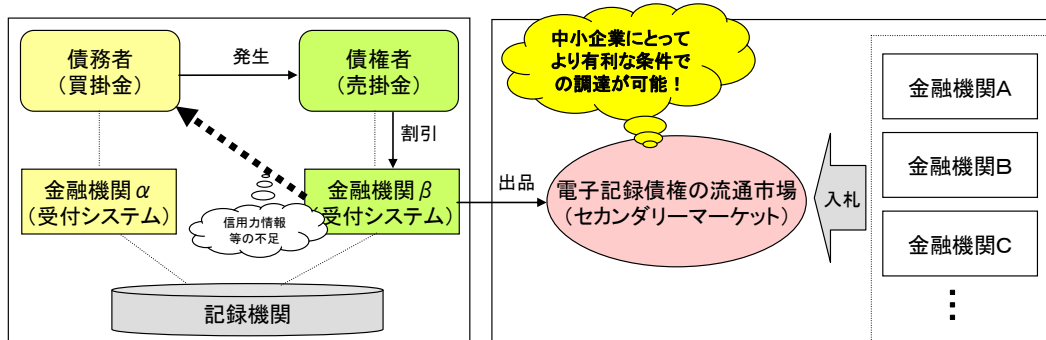 債務者
（買掛金）
発生
債権者
（売掛金）
割引
金融機関α
（受付システム）
信用力情報
等の不足
金融機関β
（受付システム）
記録機関
出品
中小企業にとって
より有利な条件で
の調達が可能！
電子記録債権の流通市場
（セカンダリーマーケット）
入札
金融機関A
金融機関B
金融機関C
⋮